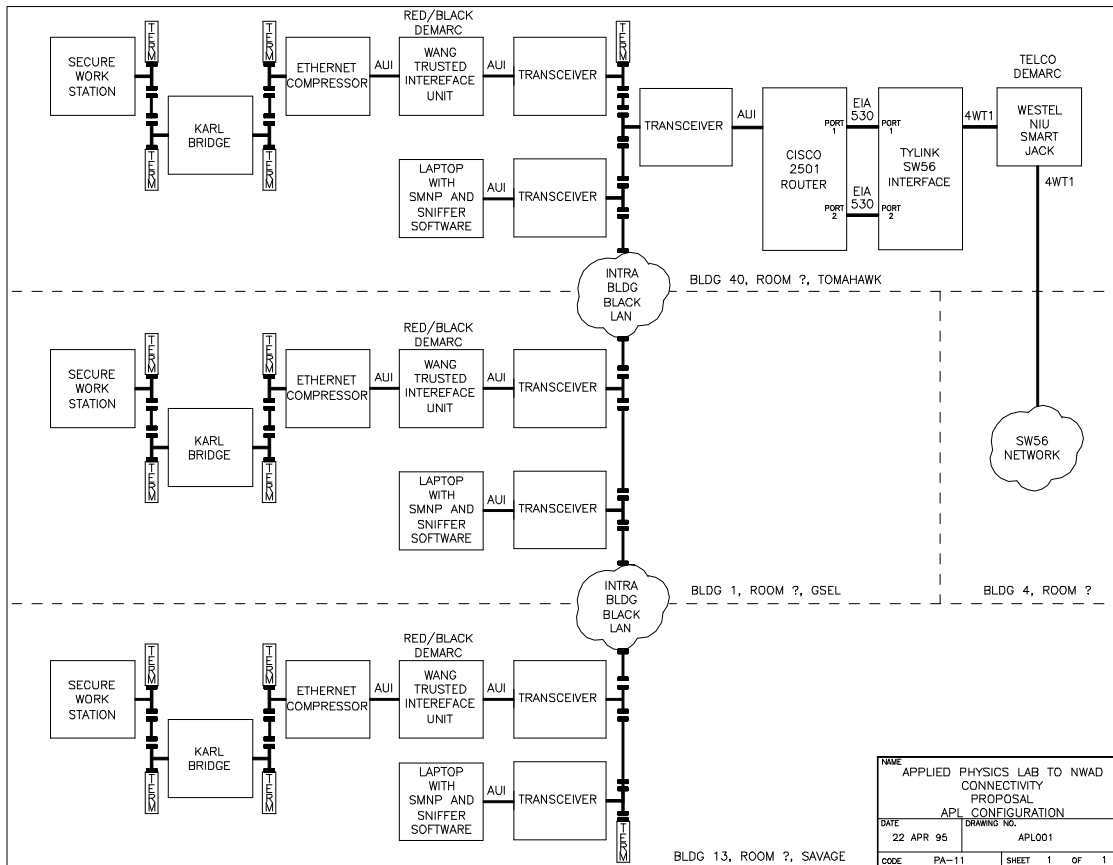 RED/BLACK
DEMARC
TERM
TERM
TERM
SECURE
WORK
STATION
ETHERNET
COMPRESSOR
AUI
WANG
TRUSTED
INTEREFACE
UNIT
AUI
TRANSCEIVER
KARL
BRIDGE
TERM
TERM
TRANSCEIVER
AUI
CISCO
2501
ROUTER
PORT
1
PORT
2
EIA
530
EIA
530
PORT
1
PORT
2
TYLINK
SW56
INTERFACE
4WT1
TELCO
DEMARC
WESTEL
NIU
SMART
JACK
4WT1
LAPTOP
WITH
SMNP AND
SNIFFER
SOFTWARE
AUI
TRANSCEIVER
INTRA
BLDG
BLACK
LAN
BLDG 40, ROOM ?, TOMAHAWK
RED/BLACK
DEMARC
TERM
TERM
SECURE
WORK
STATION
ETHERNET
COMPRESSOR
AUI
WANG
TRUSTED
INTEREFACE
UNIT
AUI
TRANSCEIVER
KARL
BRIDGE
TERM
TERM
SW56
NETWORK
LAPTOP
WITH
SMNP AND
SNIFFER
SOFTWARE
AUI
TRANSCEIVER
INTRA
BLDG
BLACK
LAN
BLDG 1, ROOM ?, GSEL
BLDG 4, ROOM ?
RED/BLACK
DEMARC
TERM
TERM
SECURE
WORK
STATION
ETHERNET
COMPRESSOR
AUI
WANG
TRUSTED
INTEREFACE
UNIT
AUI
TRANSCEIVER
KARL
BRIDGE
TERM
TERM
LAPTOP
WITH
SMNP AND
SNIFFER
SOFTWARE
AUI
TRANSCEIVER
TERM
BLDG 13, ROOM ?, SAVAGE
NAME
APPLIED PHYSICS LAB TO NWAD
CONNECTIVITY
PROPOSAL
APL CONFIGURATION
DATE
22 APR 95
DRAWING NO.
APL001
CODE PA-11
SHEET 1 OF 1